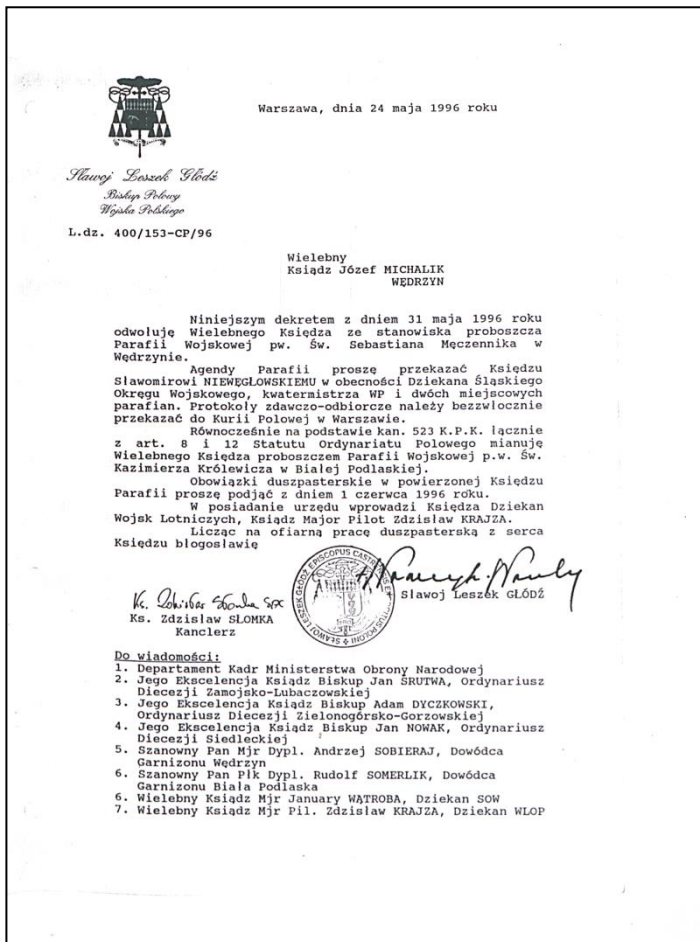 Warszawa, dnia 24 maja 1996 roku
Sławoj Leszek Głódź
Biskup Polowy
Wojska Polskiego
L.dz. 400/153-CP/96
Wielebny
Ksiądz Józef MICHALIK
WĘDRZYN
Niniejszym dekretem z dniem 31 maja 1996 roku
odwołuję Wielebnego Księdza ze stanowiska proboszcza
Parafii Wojskowej pw. Św. Sebastiana Męczennika w
Wędrzynie.
Agendy Parafii proszę przekazać Księdzu
Sławomirowi NIEWĘGŁOWSKIEMU w obecności Dziekana Śląskiego
Okręgu Wojskowego, kwatermistrza WP i dwóch miejscowych
parafian. Protokoły zdawczo-odbiorcze należy bezzwłocznie
przekazać do Kurii Polowej w Warszawie.
Równocześnie na podstawie kan. 523 K.P.K. łącznie
z art. 8 i 12 Statutu Ordynariatu Polowego mianuję
Wielebnego Księdza proboszczem Parafii Wojskowej p.w. Św.
Kazimierza Królewicza w Białej Podlaskiej.
Obowiązki duszpasterskie w powierzonej Księdzu
Parafii proszę podjąć z dniem 1 czerwca 1996 roku.
W posiadanie urzędu wprowadzi Księdza Dziekan
Wojsk Lotniczych, Ksiądz Major Pilot Zdzisław KRAJZA.
Licząc na ofiarną pracę duszpasterską z serca
Księdzu błogosławię
SŁAWOJ LESZEK GŁÓDŹ EPISCOPUS CASTRENSIS EXERCITUS POLONI
Sławoj Leszek GŁÓDŹ
Ks. Zdzisław SŁOMKA
Kanclerz
Do wiadomości:
1. Departament Kadr Ministerstwa Obrony Narodowej
2. Jego Ekscelencja Ksiądz Biskup Jan ŚRUTWA, Ordynariusz
Diecezji Zamojsko-Lubaczowskiej
3. Jego Ekscelencja Ksiądz Biskup Adam DYCZKOWSKI,
Ordynariusz Diecezji Zielonogórsko-Gorzowskiej
4. Jego Ekscelencja Ksiądz Biskup Jan NOWAK, Ordynariusz
Diecezji Siedleckiej
5. Szanowny Pan Mjr Dypl. Andrzej SOBIERAJ, Dowódca
Garnizonu Wędrzyn
6. Szanowny Pan Płk Dypl. Rudolf SOMERLIK, Dowódca
Garnizonu Biała Podlaska
6. Wielebny Ksiądz Mjr January WĄTROBA, Dziekan SOW
7. Wielebny Ksiądz Mjr Pil. Zdzisław KRAJZA, Dziekan WLOP